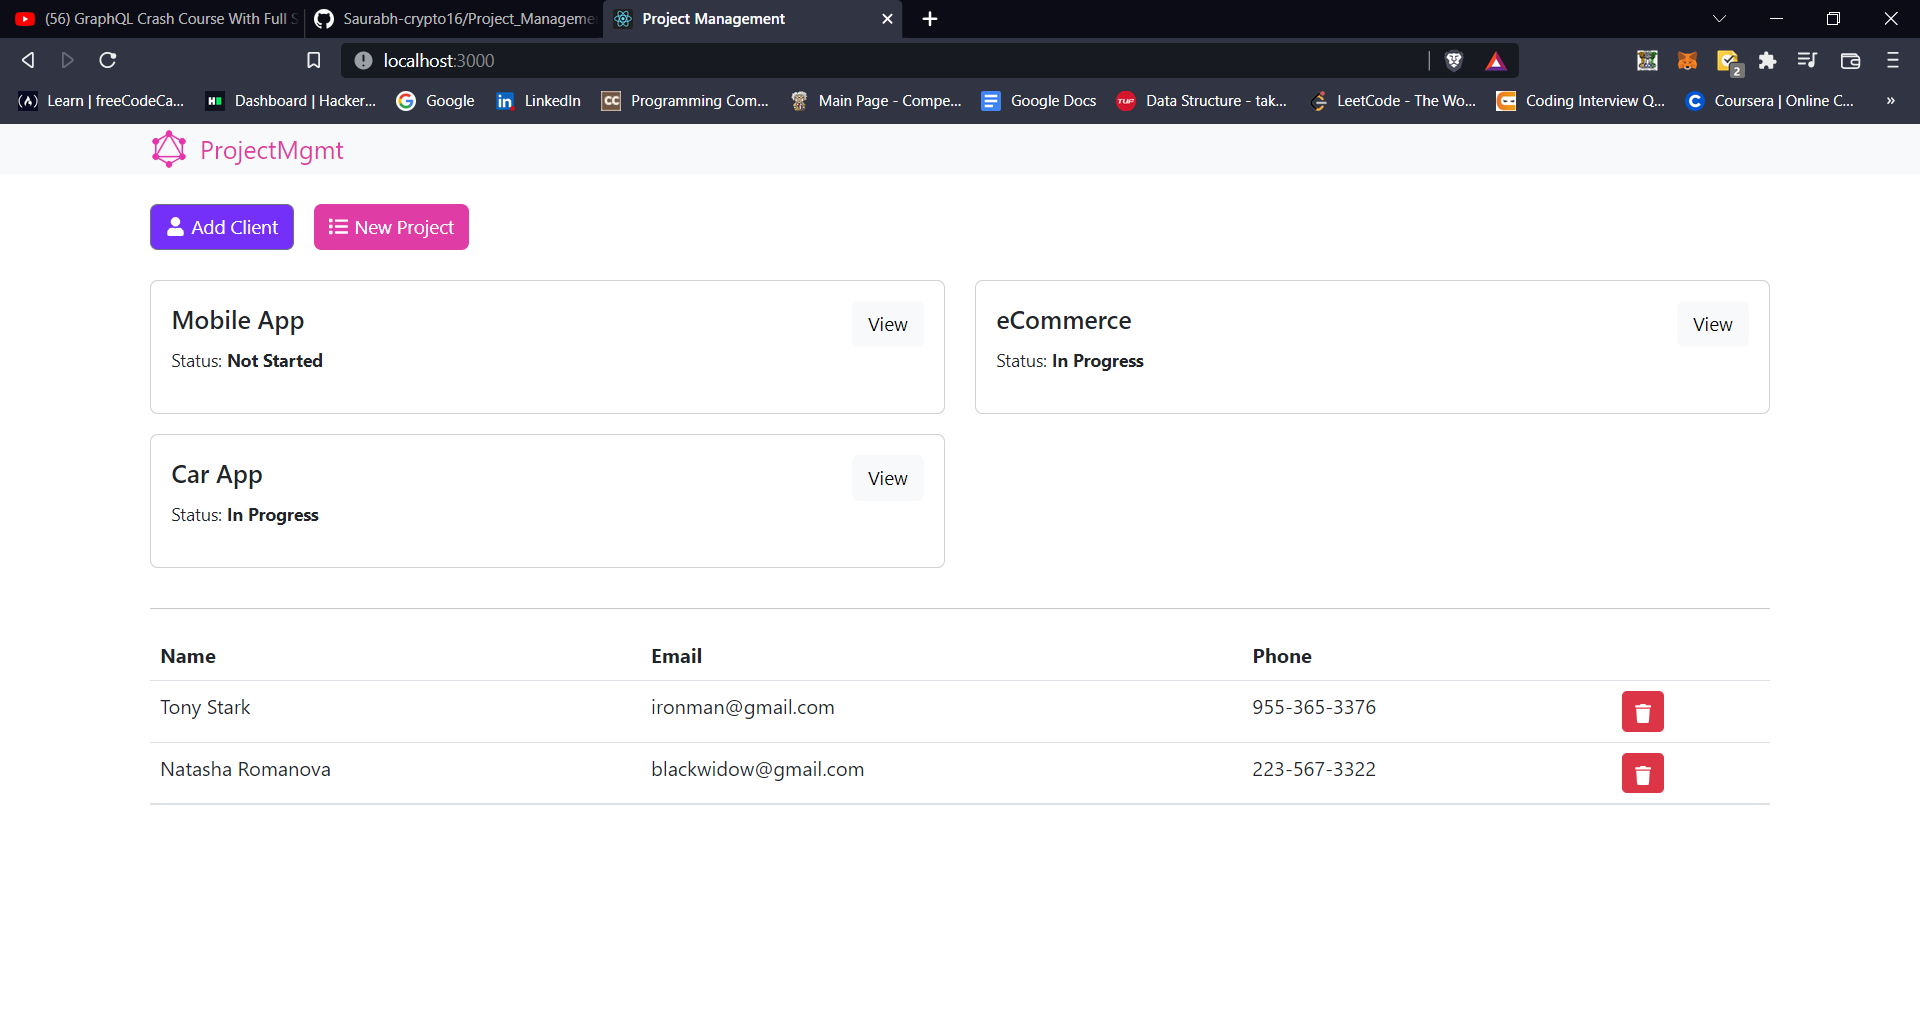 (56) GraphQL Crash Course With Full S
Saurabh-crypto16/Project_Manageme
Project Management
localhost:3000
2
Learn | freeCodeCa...
Dashboard | Hacker...
Google
LinkedIn
Programming Com...
Main Page - Compe...
Google Docs
Data Structure - tak...
LeetCode - The Wo...
Coding Interview Q...
Coursera | Online C...
»
ProjectMgmt
Add Client
New Project
Mobile App
View
Status: Not Started
eCommerce
View
Status: In Progress
Car App
View
Status: In Progress
Name Email Phone
Tony Stark ironman@gmail.com 955-365-3376
Natasha Romanova blackwidow@gmail.com 223-567-3322